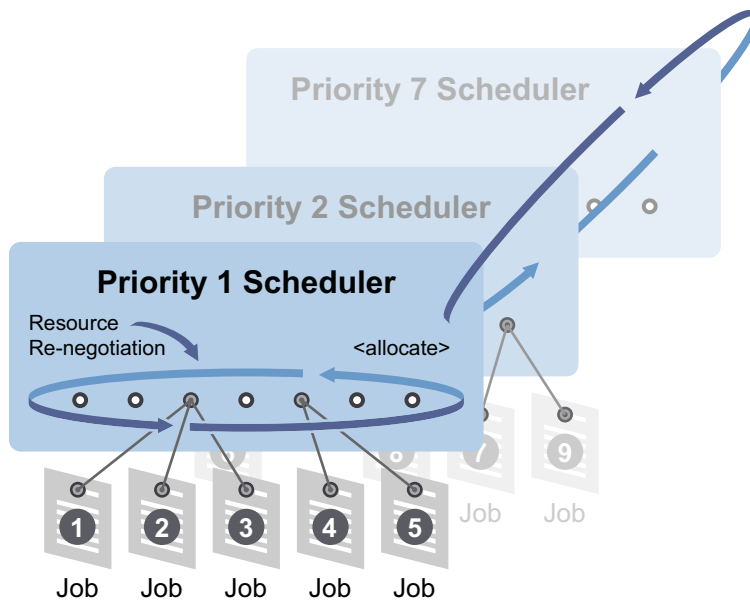 Priority 7 Scheduler
Priority 2 Scheduler
Priority 1 Scheduler
Resource
Re-negotiation
<allocate>
7
9
Job
Job
1
2
3
4
5
Job
Job
Job
Job
Job